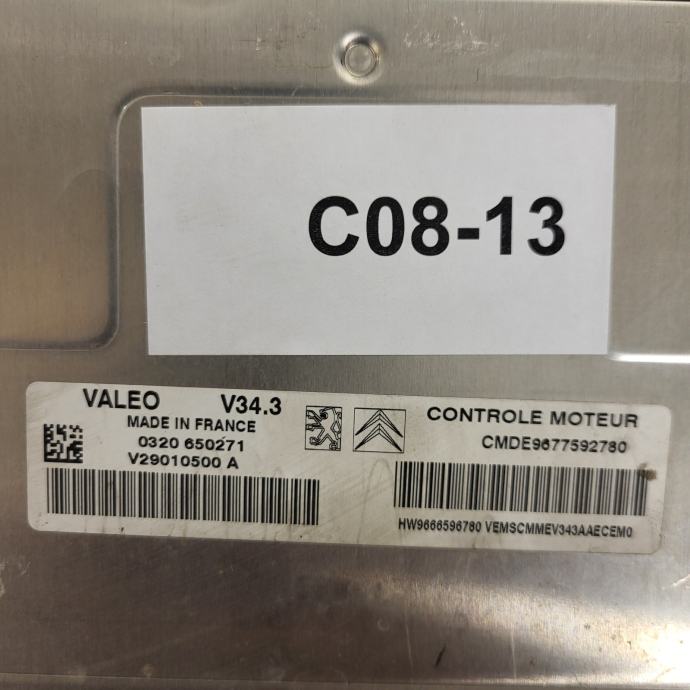 C08-13
VALEO V34.3
MADE IN FRANCE
0320 650271
V29010500 A
CONTROLE MOTEUR
CMDE9677592780
HW9666596780 VEMSCMMEV343AAECEM0